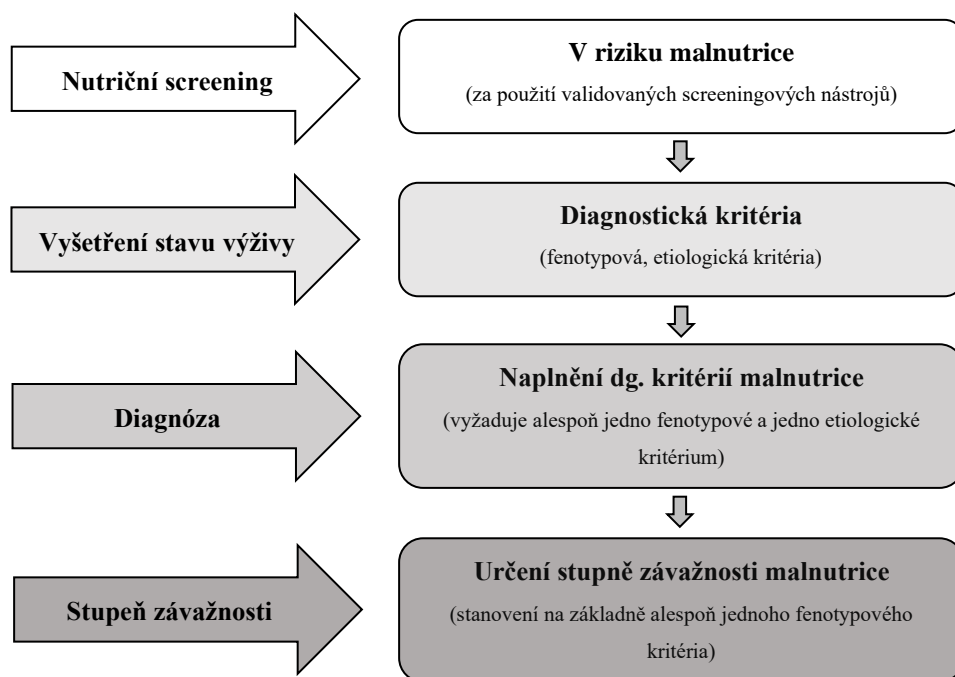 Nutriční screening
V riziku malnutrice
(za použití validovaných screeningových nástrojů)
Vyšetření stavu výživy
Diagnostická kritéria
(fenotypová, etiologická kritéria)
Diagnóza
Naplnění dg. kritérií malnutrice
(vyžaduje alespoň jedno fenotypové a jedno etiologické
kritérium)
Stupeň závažnosti
Určení stupně závažnosti malnutrice
(stanovení na základně alespoň jednoho fenotypového
kritéria)